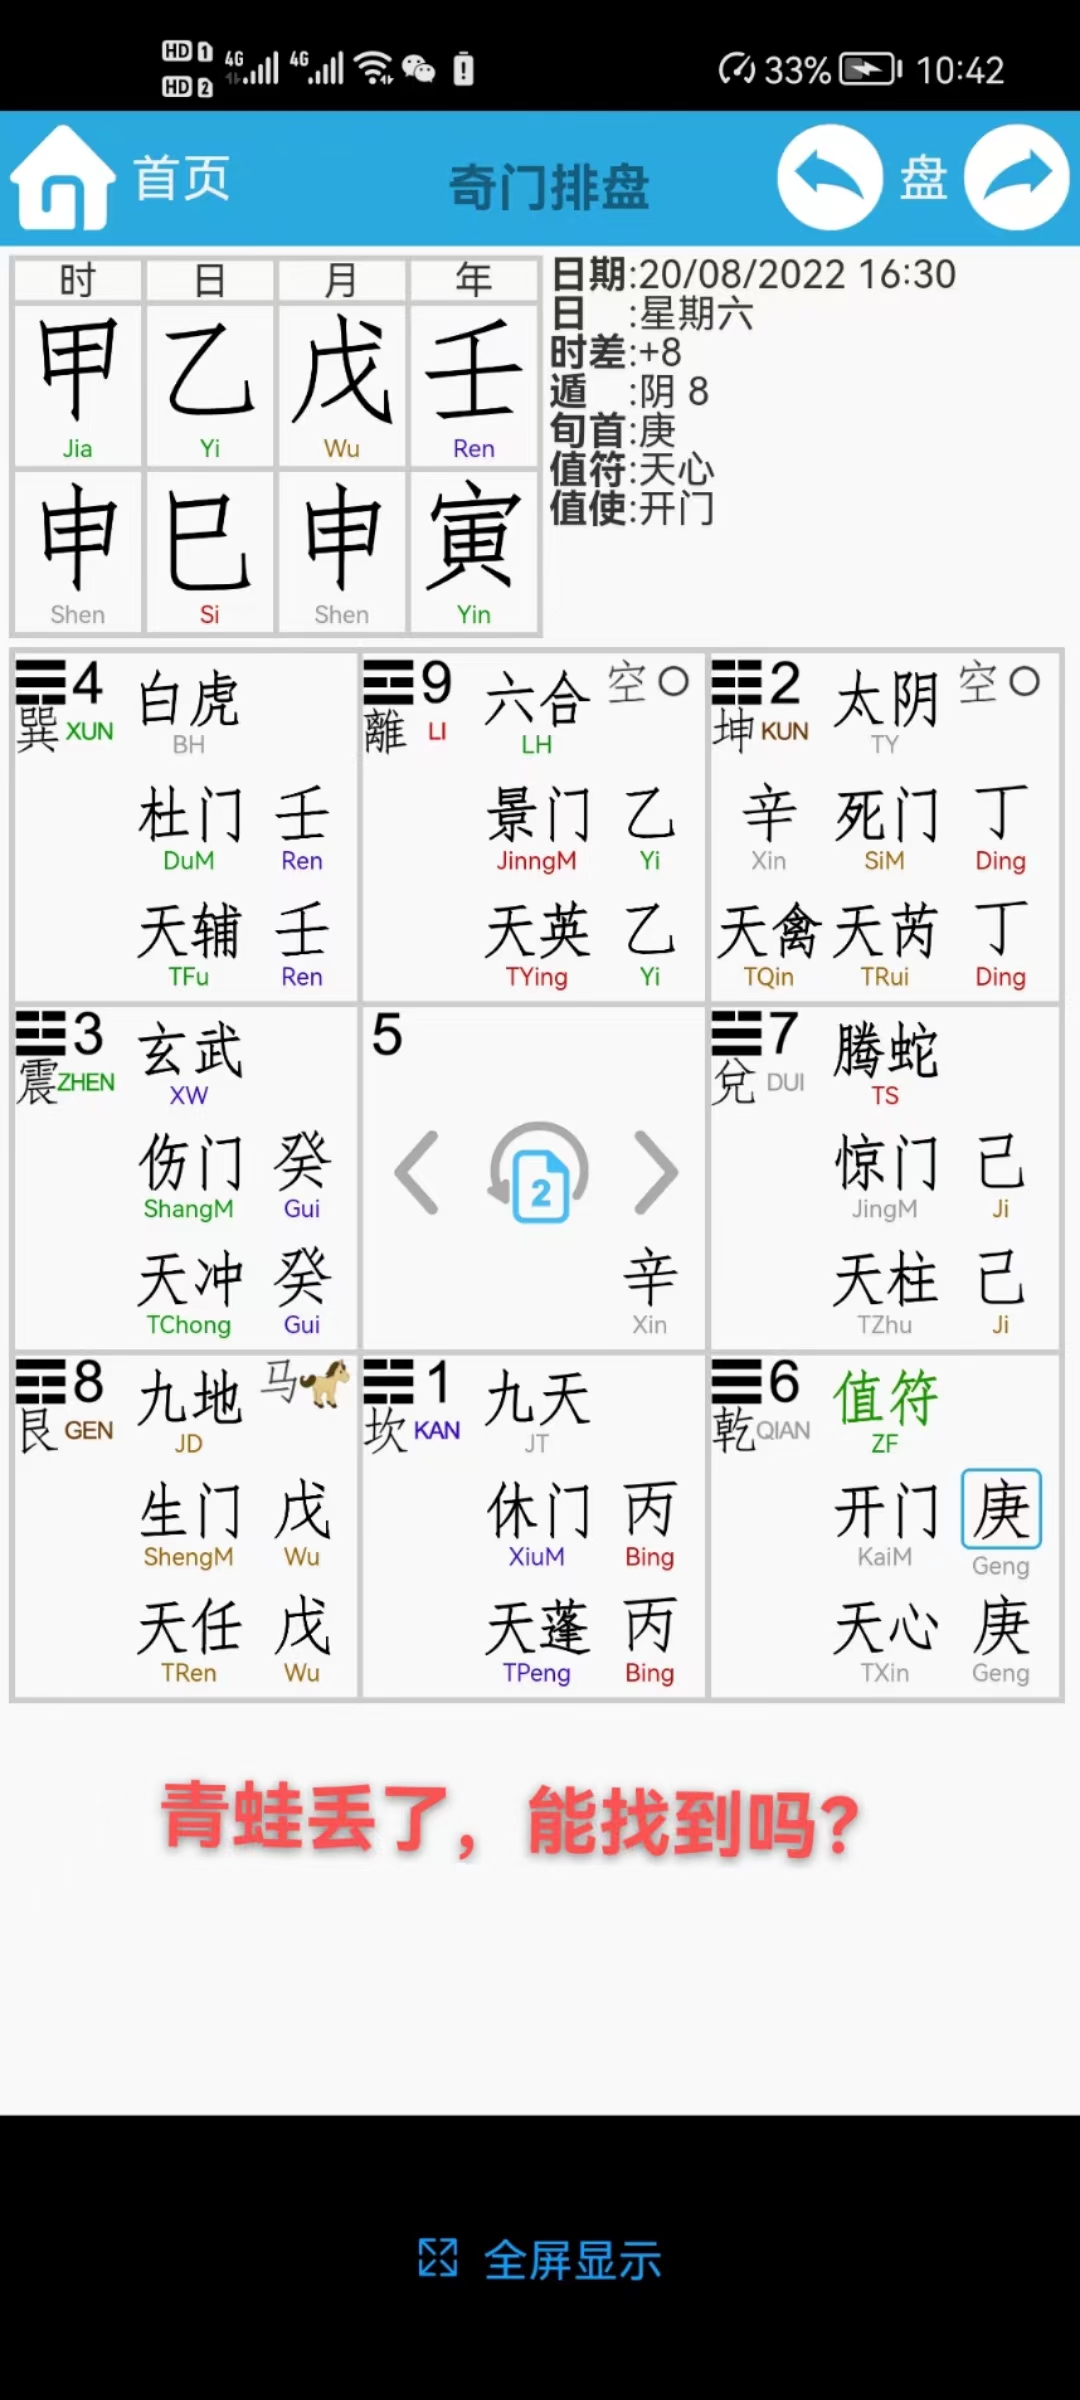 HD 1 4G 4G 33% 10:42
HD 2
首页 奇门排盘 盘
时 日 月 年
甲 乙 戊 壬
Jia Yi Wu Ren
申 巳 申 寅
Shen Si Shen Yin
日期:20/08/2022 16:30
日 :星期六
时差:+8
遁 :阴 8
旬首:庚
值符:天心
值使:开门
4 白虎
巽 XUN BH
杜门 壬
DuM Ren
天辅 壬
TFu Ren
9 六合 空
離 LI LH
景门 乙
JinngM Yi
天英 乙
TYing Yi
2 太阴 空
坤 KUN TY
辛 死门 丁
Xin SiM Ding
天禽 天芮 丁
TQin TRui Ding
3 玄武
震 ZHEN XW
伤门 癸
ShangM Gui
天冲 癸
TChong Gui
5
2
辛
Xin
7 腾蛇
兌 DUI TS
惊门 己
JingM Ji
天柱 己
TZhu Ji
8 九地 马
艮 GEN JD
生门 戊
ShengM Wu
天任 戊
TRen Wu
1 九天
坎 KAN JT
休门 丙
XiuM Bing
天蓬 丙
TPeng Bing
6 值符
乾 QIAN ZF
开门 庚
KaiM Geng
天心 庚
TXin Geng
青蛙丢了，能找到吗？
全屏显示